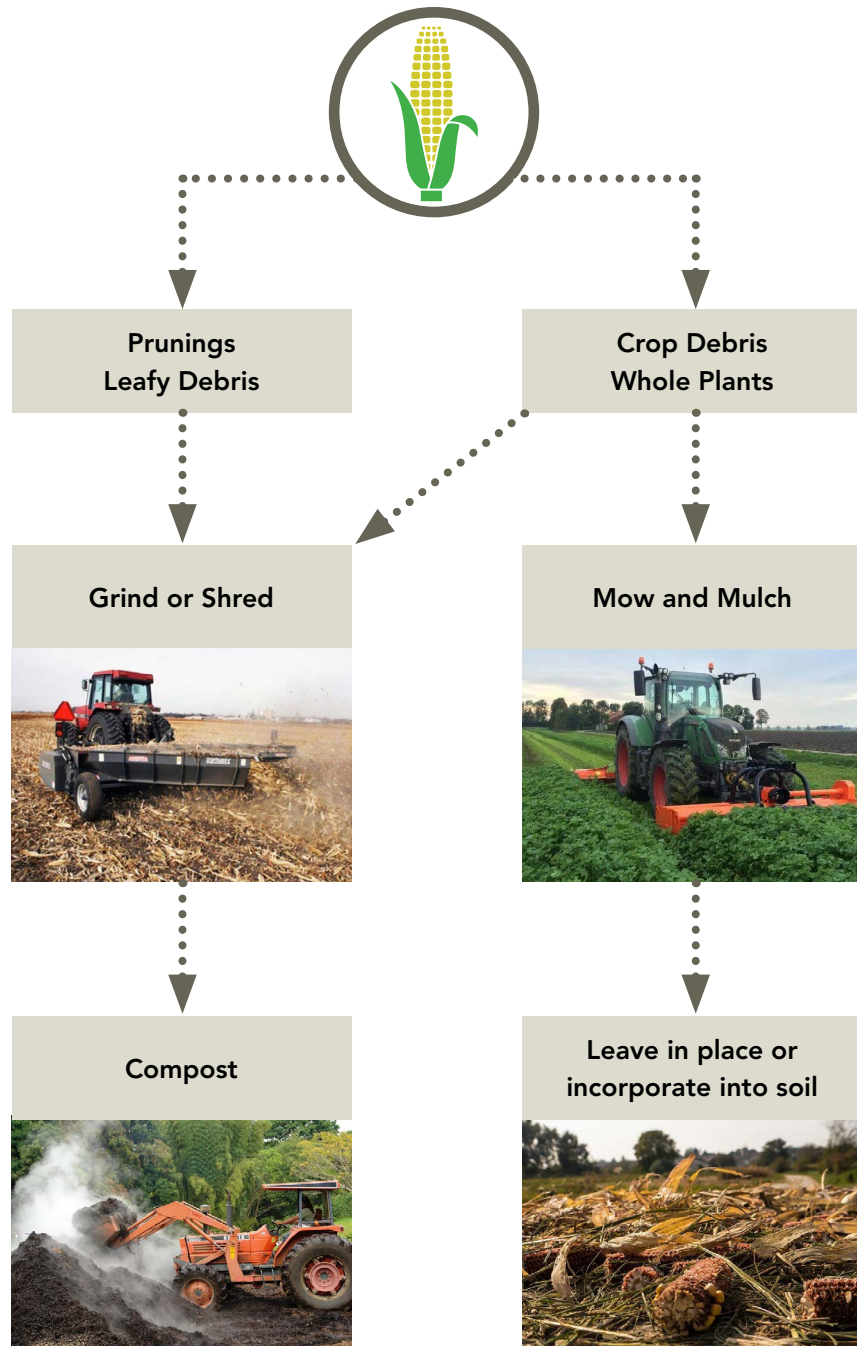 Prunings
Leafy Debris
Crop Debris
Whole Plants
Grind or Shred
Mow and Mulch
Compost
Leave in place or
incorporate into soil